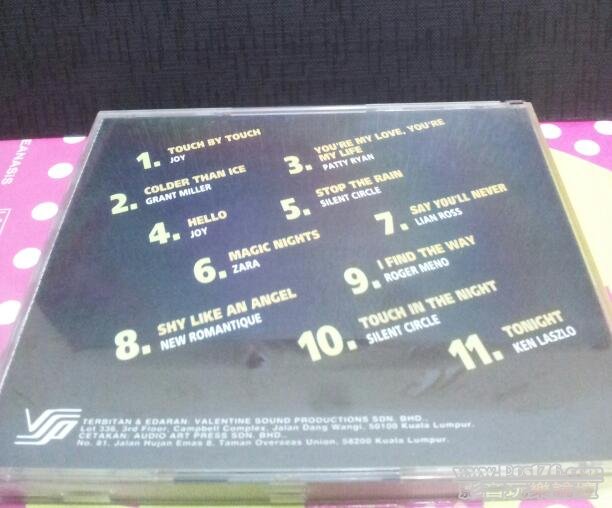 1. TOUCH BY TOUCH
JOY
2. COLDER THAN ICE
GRANT MILLER
3. YOU'RE MY LOVE, YOU'RE
MY LIFE
PATTY RYAN
4. HELLO
JOY
5. STOP THE RAIN
SILENT CIRCLE
6. MAGIC NIGHTS
ZARA
7. SAY YOU'LL NEVER
LIAN ROSS
8. SHY LIKE AN ANGEL
NEW ROMANTIQUE
9. I FIND THE WAY
ROGER MENO
10. TOUCH IN THE NIGHT
SILENT CIRCLE
11. TONIGHT
KEN LASZLO
VSP
TERBITAN & EDARAN: VALENTINE SOUND PRODUCTIONS SDN. BHD.,
Lot 336, 3rd Floor, Campbell Complex, Jalan Dang Wangi, 50100 Kuala Lumpur.
CETAKAN: AUDIO ART PRESS SDN. BHD.,
No. 81, Jalan Hujan Emas 8, Taman Overseas Union, 58200 Kuala Lumpur.
EANASIS